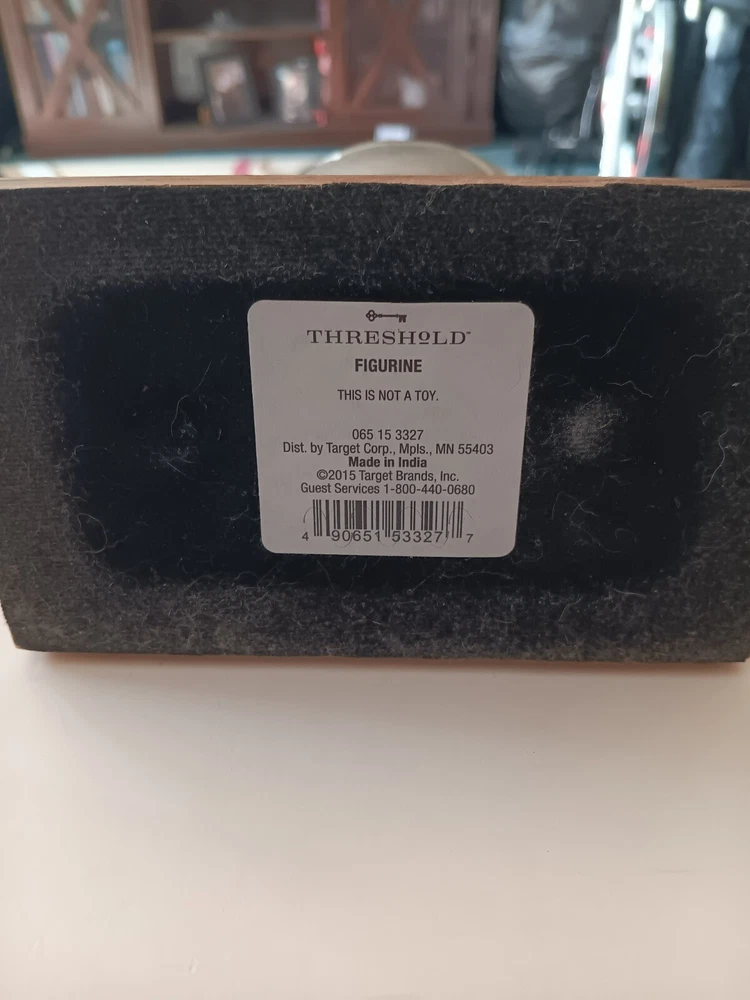 THRESHOLD™
FIGURINE
THIS IS NOT A TOY.
065 15 3327
Dist. by Target Corp., Mpls., MN 55403
Made in India
©2015 Target Brands, Inc.
Guest Services 1-800-440-0680
4 90651 53327 7